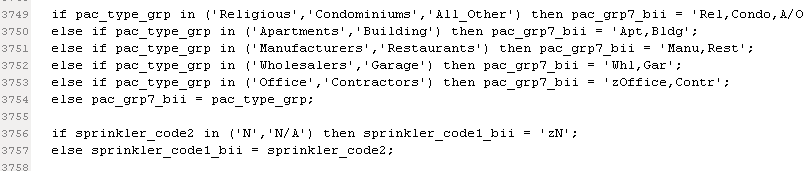 3749 if pac_type_grp in ('Religious','Condominiums','All_Other') then pac_grp7_bii = 'Rel,Condo,A/O
3750 else if pac_type_grp in ('Apartments','Building') then pac_grp7_bii = 'Apt,Bldg';
3751 else if pac_type_grp in ('Manufacturers','Restaurants') then pac_grp7_bii = 'Manu,Rest';
3752 else if pac_type_grp in ('Wholesalers','Garage') then pac_grp7_bii = 'Whl,Gar';
3753 else if pac_type_grp in ('Office','Contractors') then pac_grp7_bii = 'zOffice,Contr';
3754 else pac_grp7_bii = pac_type_grp;
3755
3756 if sprinkler_code2 in ('N','N/A') then sprinkler_code1_bii = 'zN';
3757 else sprinkler_code1_bii = sprinkler_code2;
3758